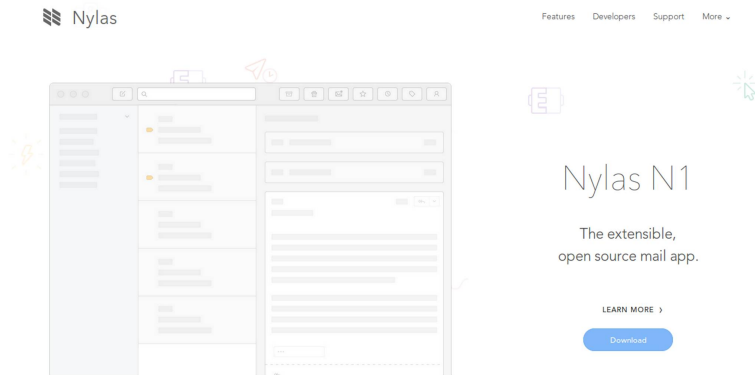 Nylas
Features
Developers
Support
More
Nylas N1
The extensible,
open source mail app.
LEARN MORE
Download